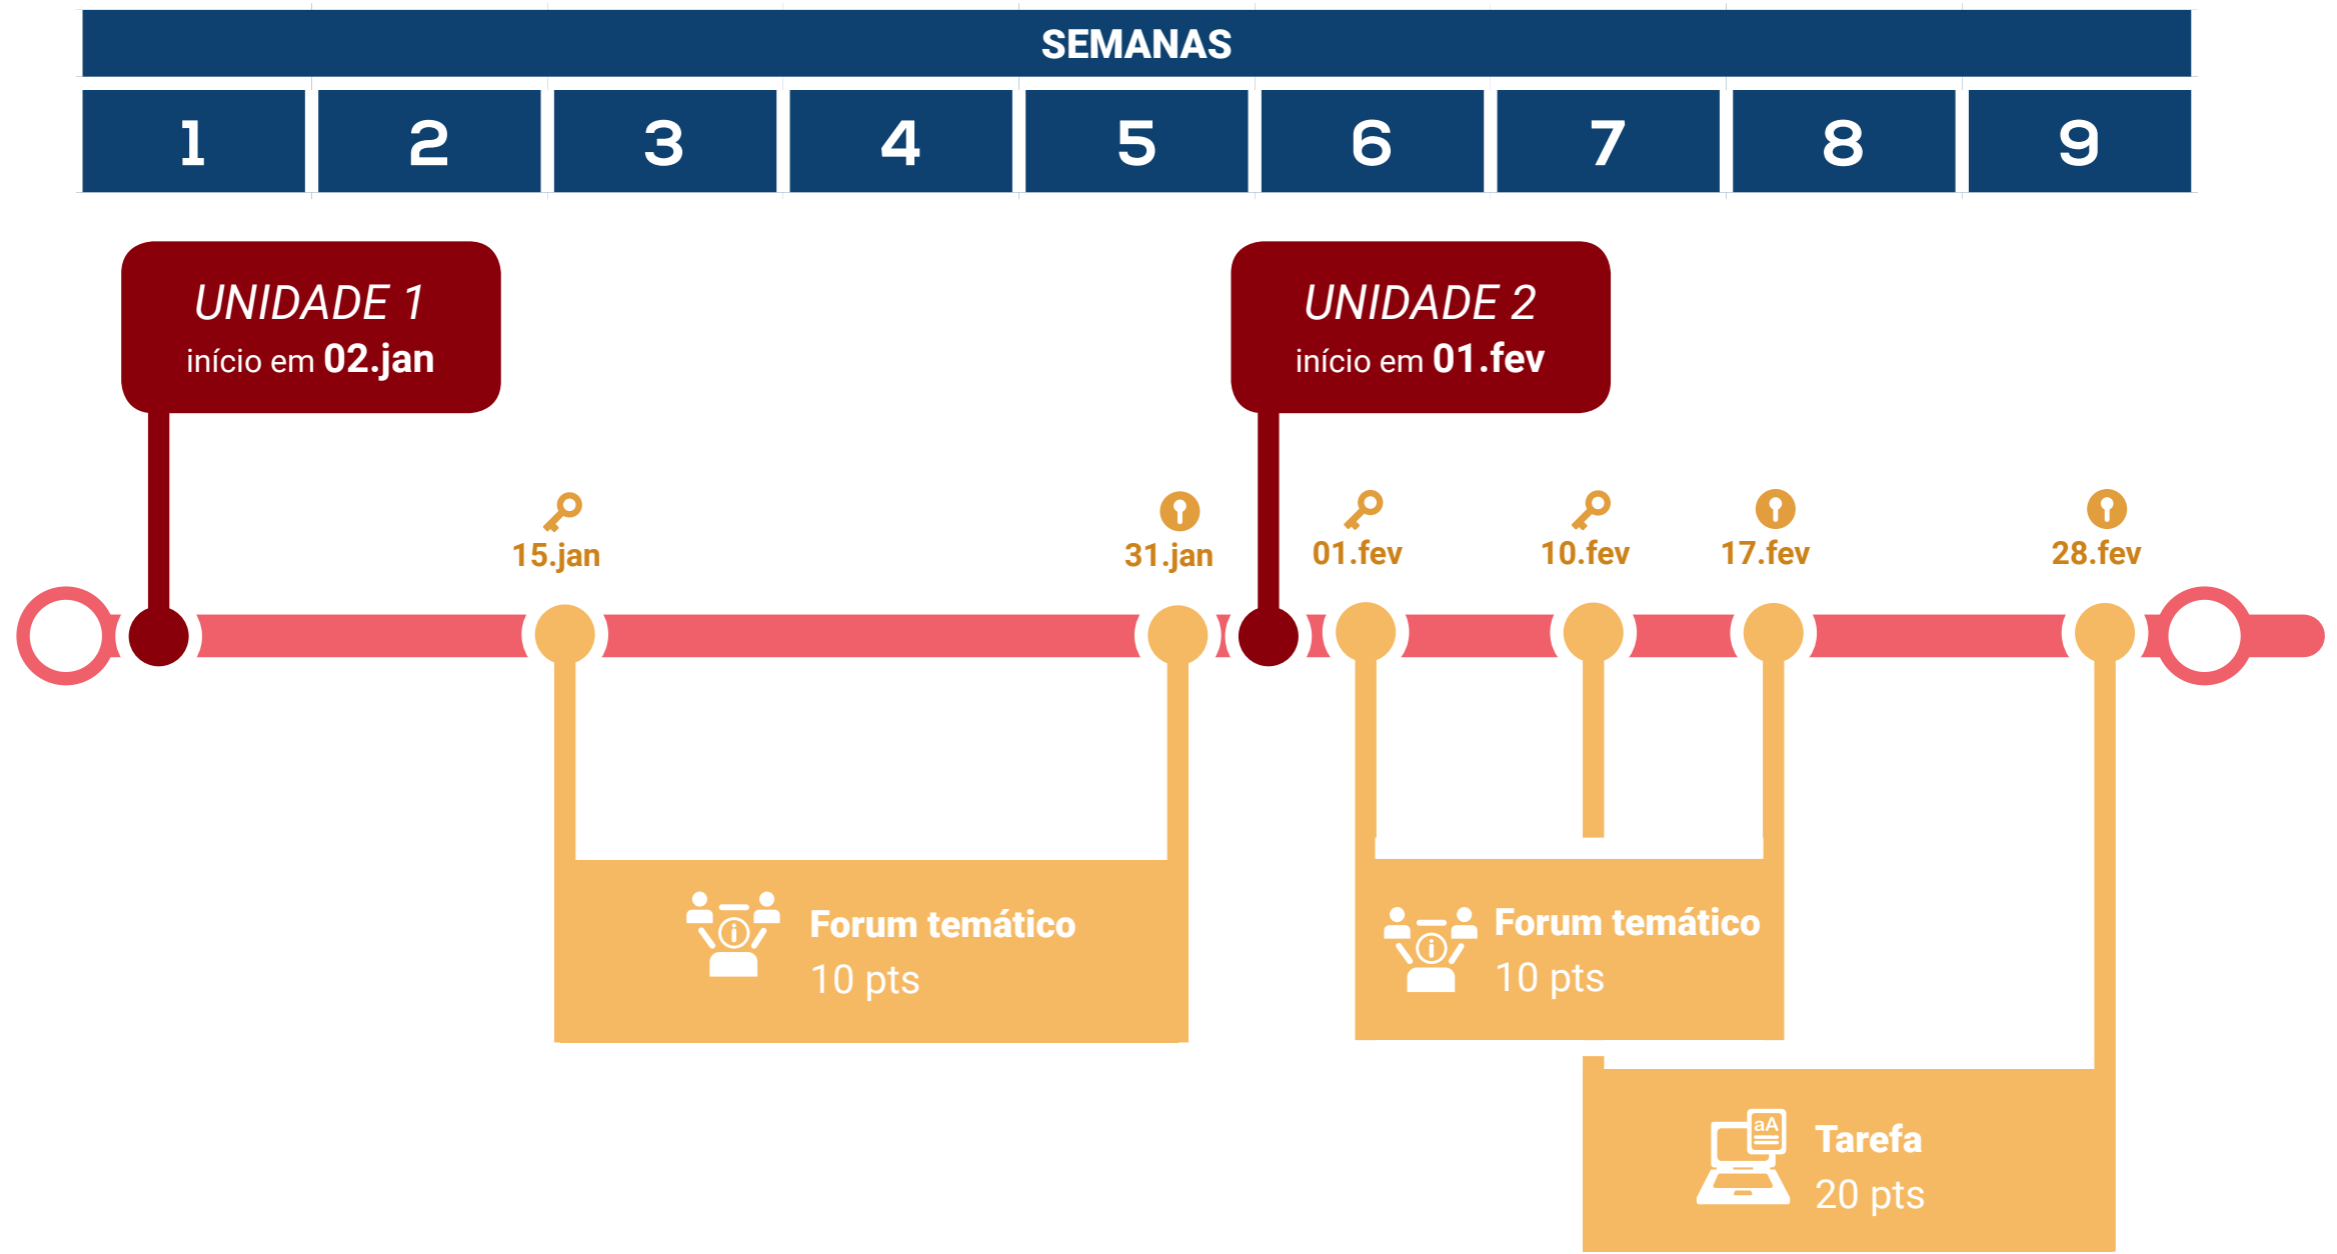 SEMANAS
1 2 3 4 5 6 7 8 9
UNIDADE 1
início em 02.jan
UNIDADE 2
início em 01.fev
15.jan
31.jan
01.fev
10.fev
17.fev
28.fev
Forum temático
10 pts
Forum temático
10 pts
aA
Tarefa
20 pts